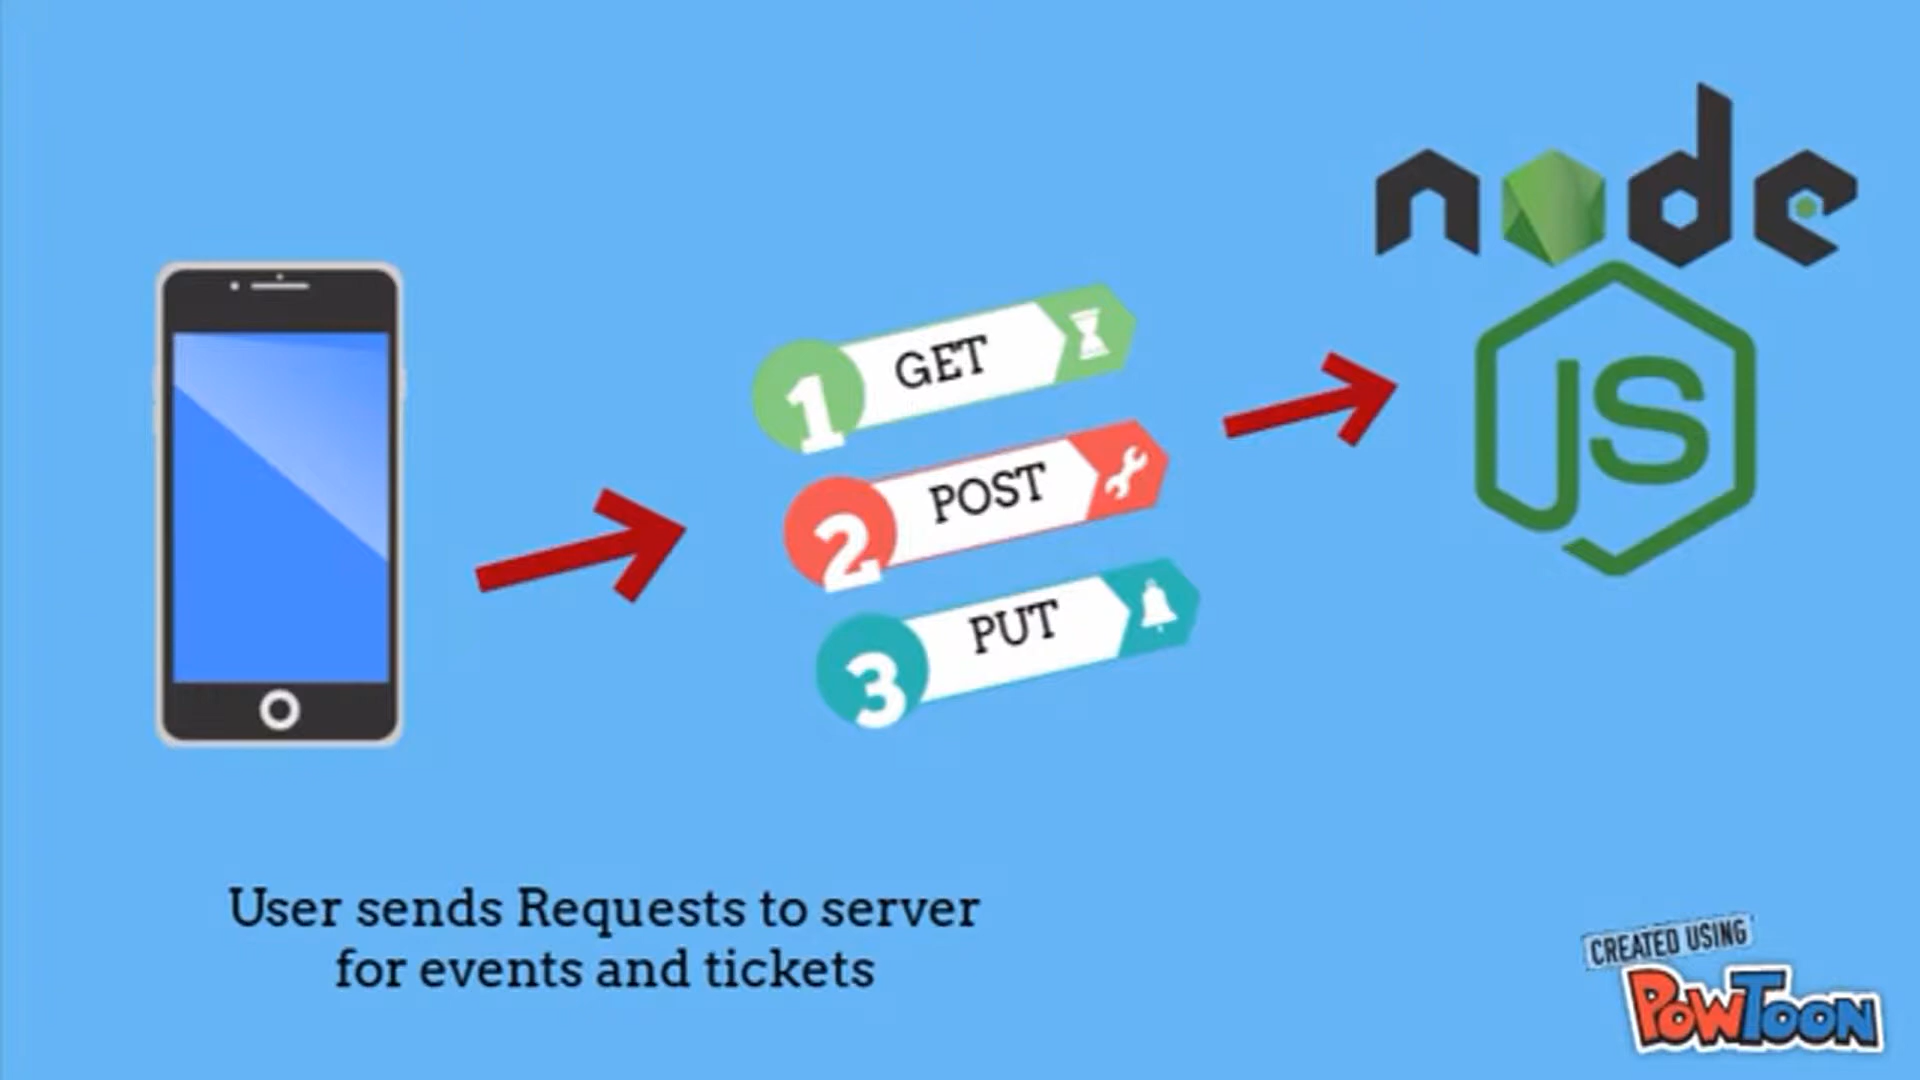 node
JS
1 GET
2 POST
3 PUT
User sends Requests to server
for events and tickets
CREATED USING
POWTOON